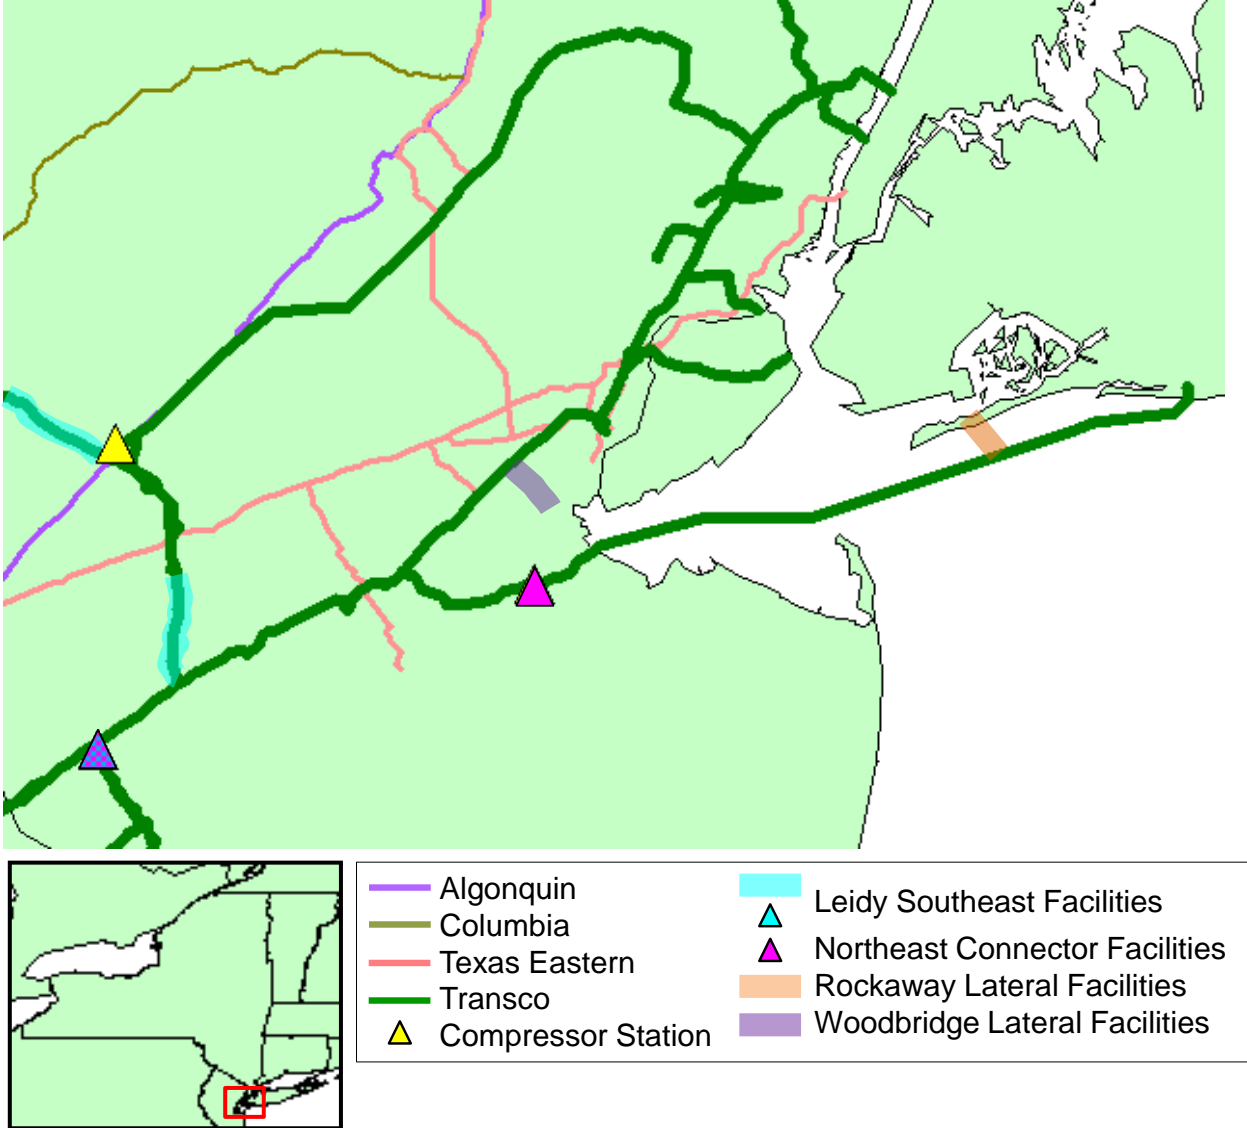 Algonquin
Columbia
Texas Eastern
Transco
Compressor Station
Leidy Southeast Facilities
Northeast Connector Facilities
Rockaway Lateral Facilities
Woodbridge Lateral Facilities